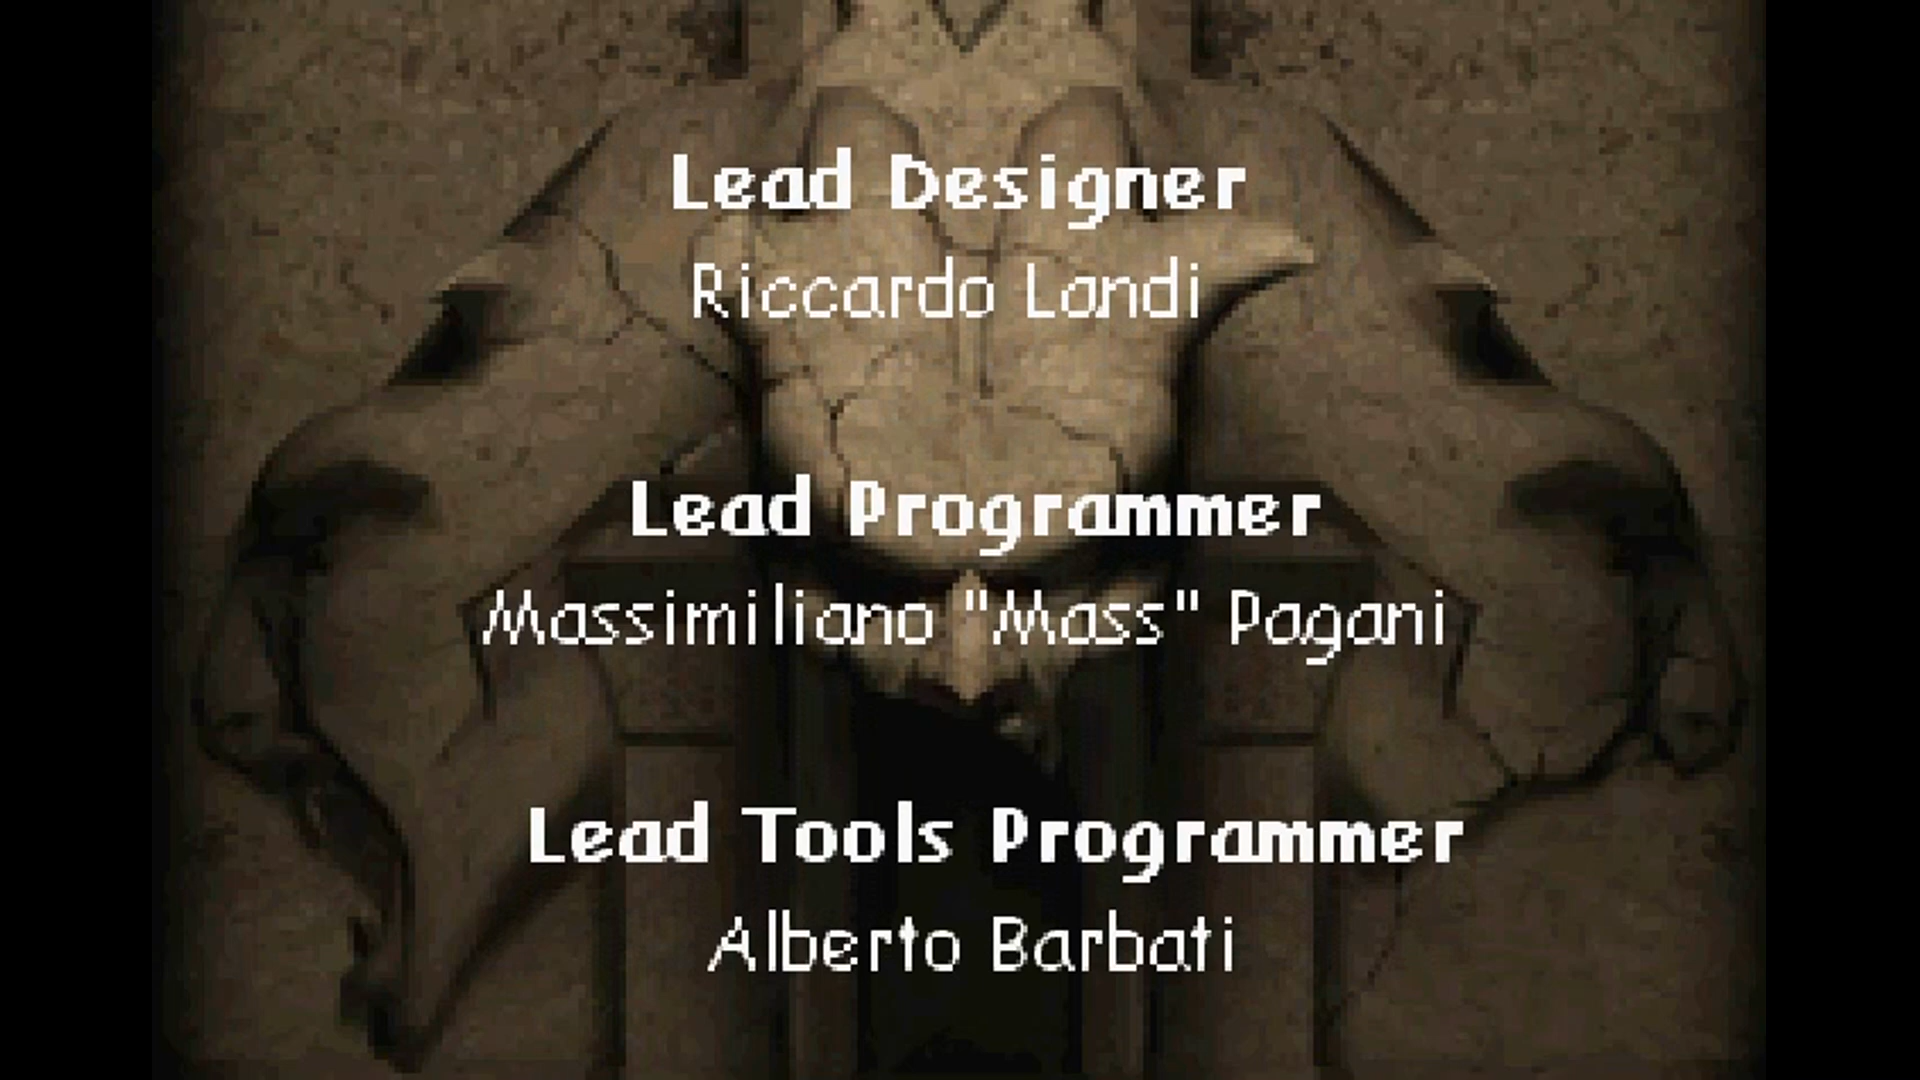 Lead Designer
Riccardo Landi
Lead Programmer
Massimiliano "Mass" Pagani
Lead Tools Programmer
Alberto Barbati